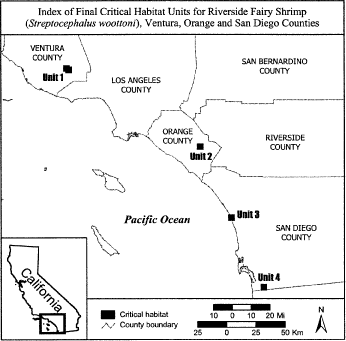 Index of Final Critical Habitat Units for Riverside Fairy Shrimp
(Streptocephalus woottoni), Ventura, Orange and San Diego Counties
VENTURA
COUNTY
Unit 1
SAN BERNARDINO
COUNTY
LOS ANGELES
COUNTY
ORANGE
COUNTY
Unit 2
RIVERSIDE
COUNTY
Pacific Ocean
Unit 3
SAN DIEGO
COUNTY
Unit 4
California
Critical habitat
County boundary
10 0 10 20 Mi
25 0 25 50 Km
N